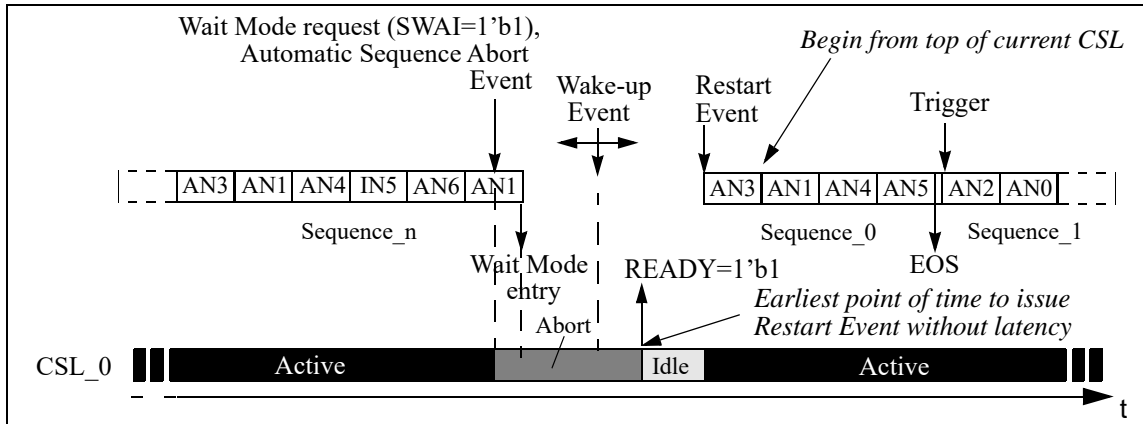 Wait Mode request (SWAI=1’b1),
Automatic Sequence Abort
Event
Wake-up
Event
Restart
Event
Begin from top of current CSL
Trigger
AN3 AN1 AN4 IN5 AN6 AN1
AN3 AN1 AN4 AN5 AN2 AN0
Sequence_n
Sequence_0
Sequence_1
Wait Mode
entry
READY=1’b1
EOS
Earliest point of time to issue
Restart Event without latency
Abort
CSL_0
Active
Idle
Active
t